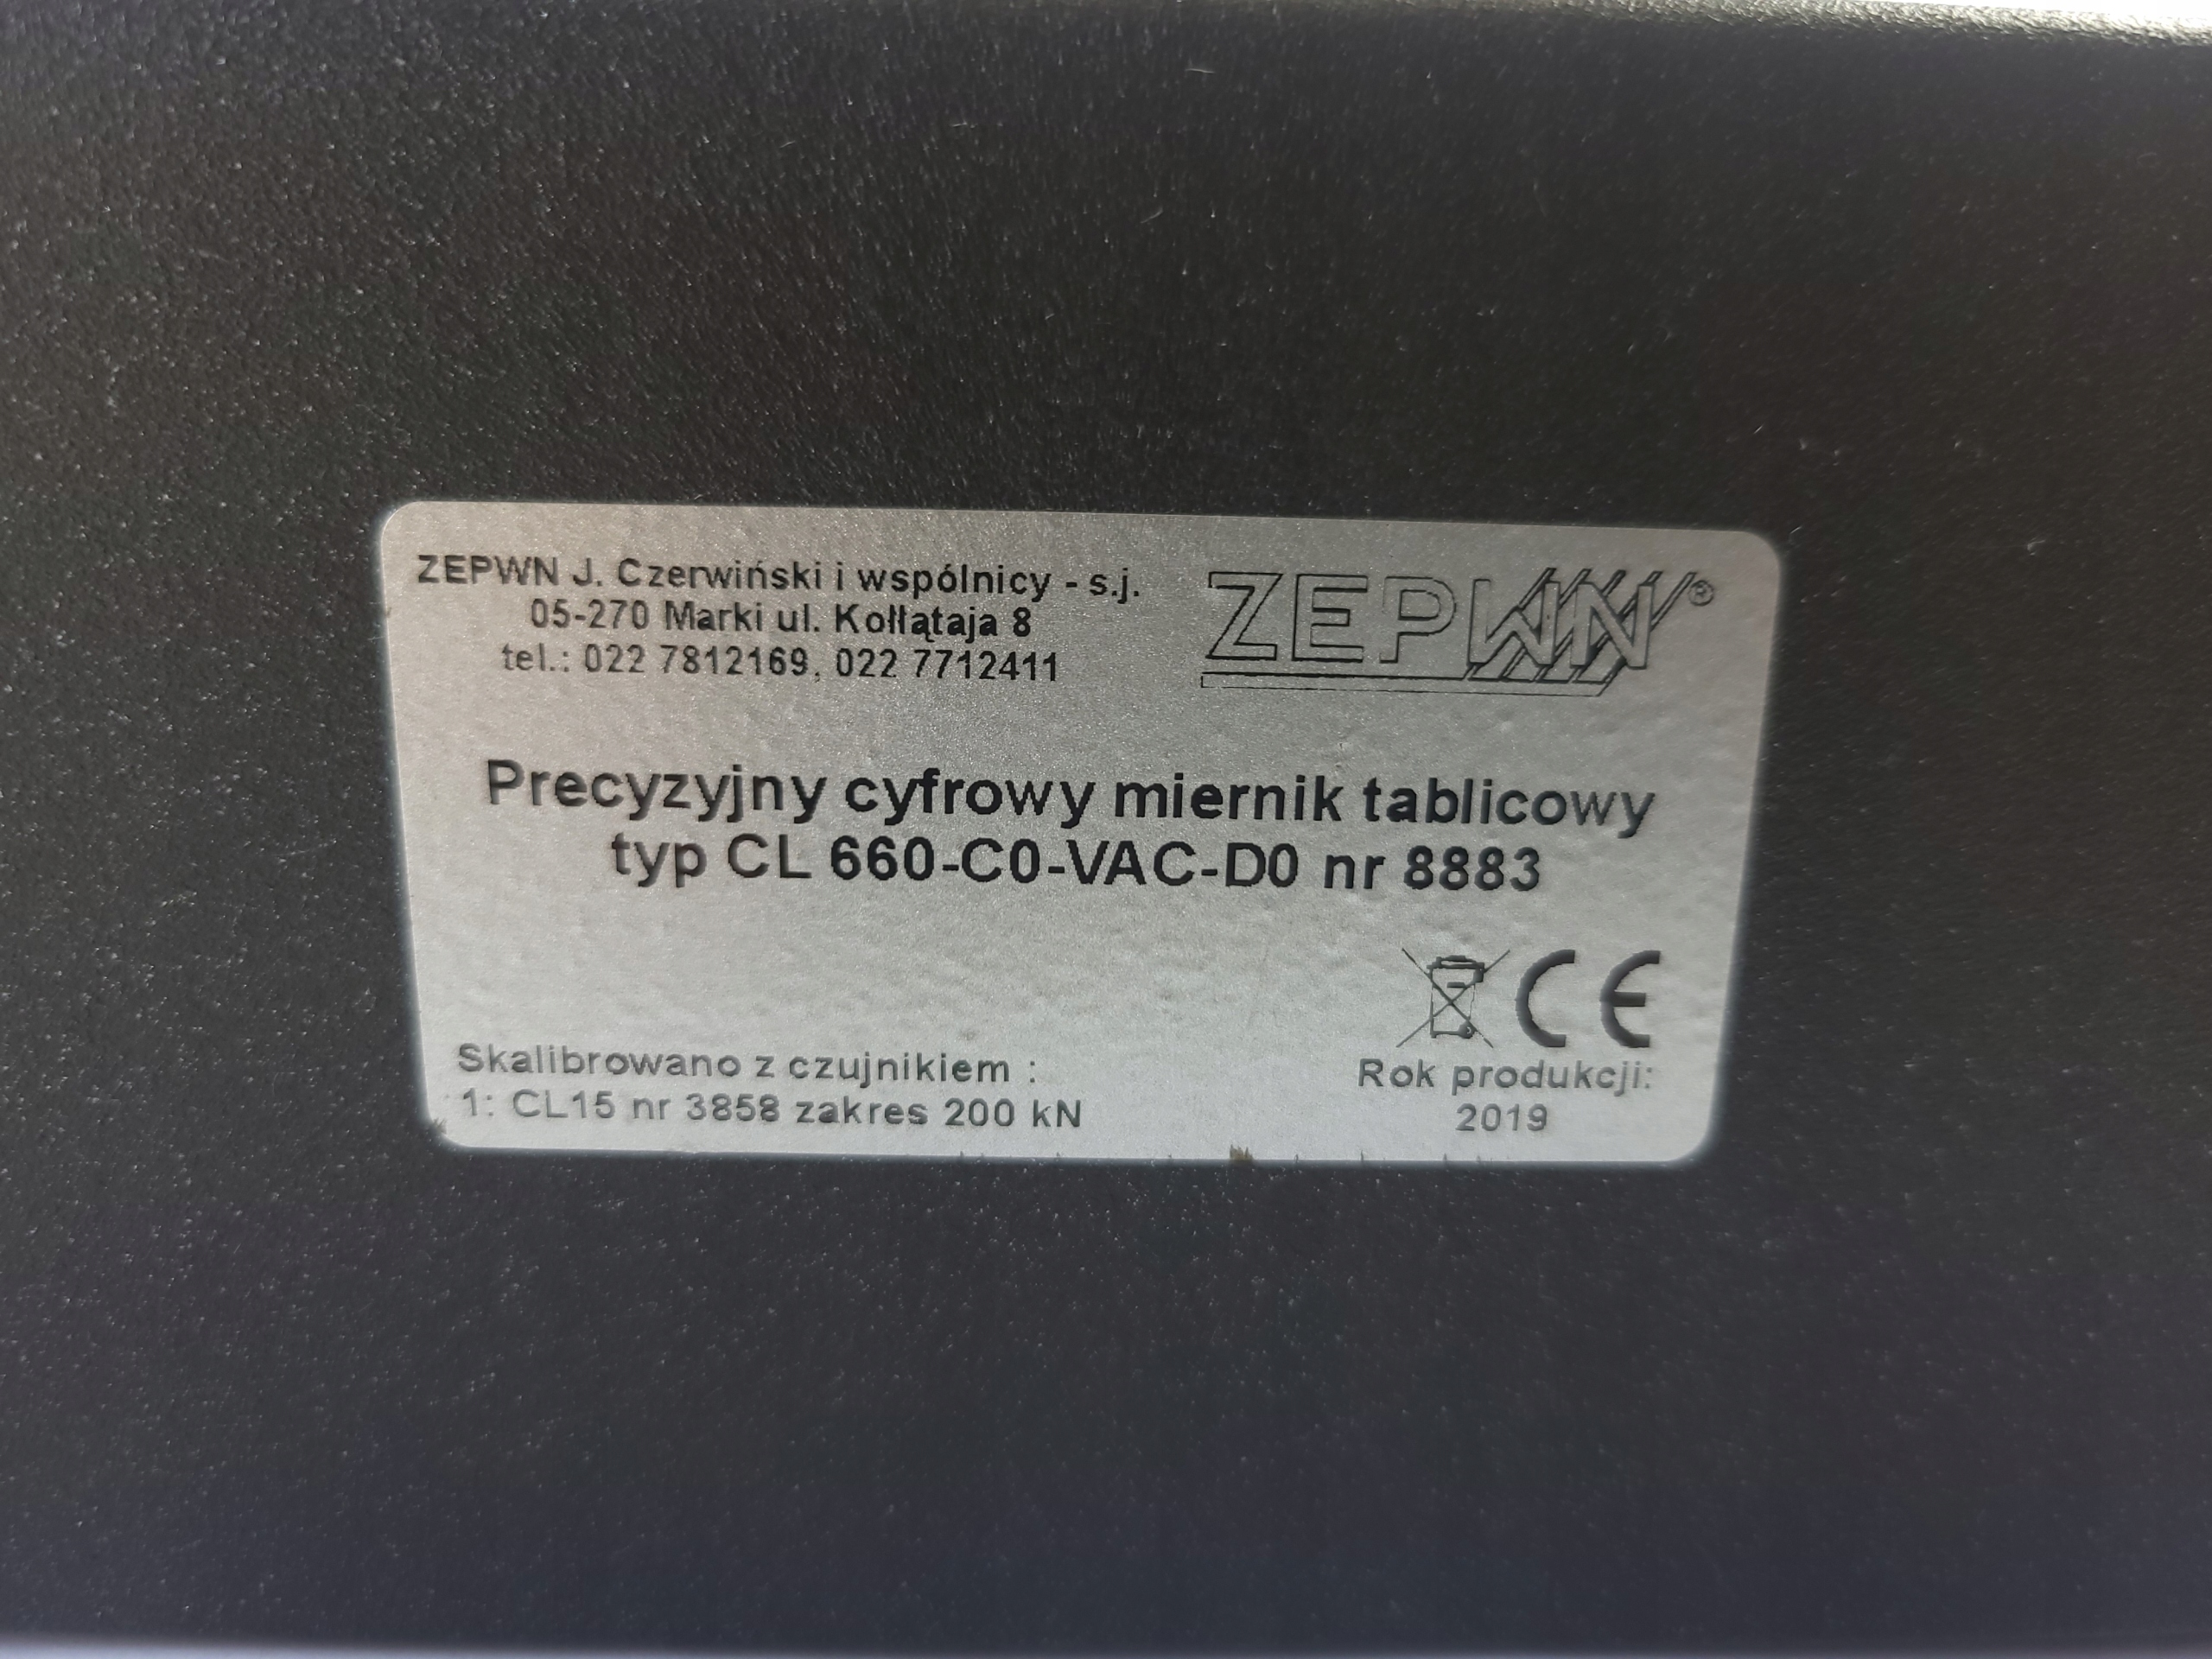 ZEPWN J. Czerwiński i wspólnicy - s.j.
05-270 Marki ul. Kołłątaja 8
tel.: 022 7812169, 022 7712411
ZEPWN®
Precyzyjny cyfrowy miernik tablicowy
typ CL 660-C0-VAC-D0 nr 8883
CE
Skalibrowano z czujnikiem :
1: CL15 nr 3858 zakres 200 kN
Rok produkcji:
2019